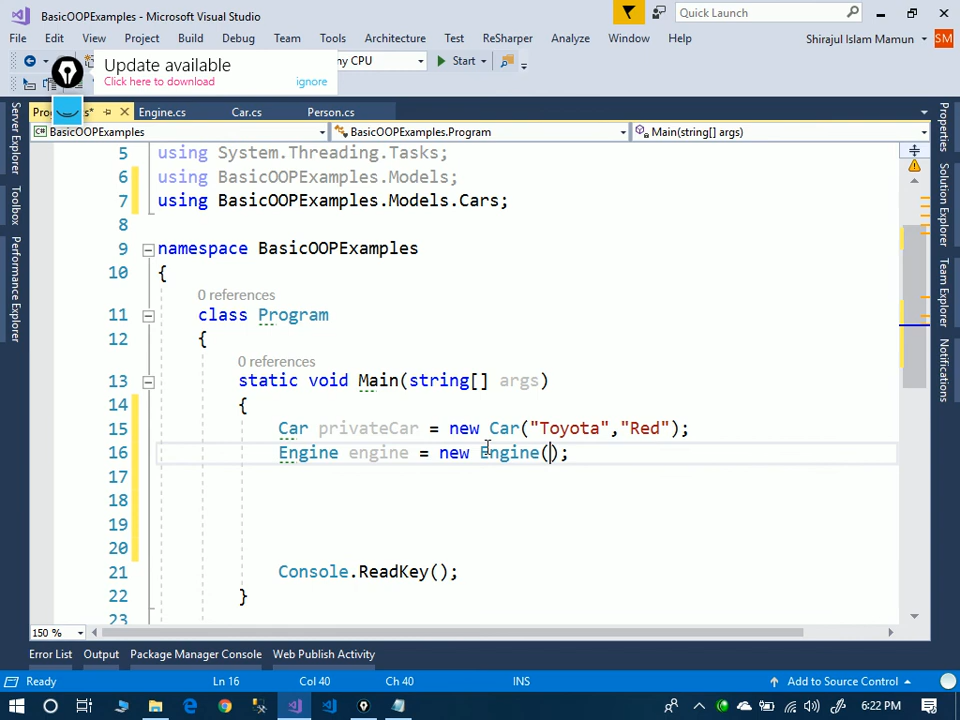 BasicOOPExamples - Microsoft Visual Studio
Quick Launch
File Edit View Project Build Debug Team Tools Architecture Test ReSharper Analyze Window Help
Shirajul Islam Mamun SM
Update available
Click here to download ignore
ny CPU Start
Engine.cs Car.cs Person.cs
BasicOOPExamples BasicOOPExamples.Program Main(string[] args)
Server Explorer
Toolbox
Performance Explorer
Properties
Solution Explorer
Team Explorer
Notifications
5 using System.Threading.Tasks;
6 using BasicOOPExamples.Models;
7 using BasicOOPExamples.Models.Cars;
8
9 namespace BasicOOPExamples
10 {
0 references
11 class Program
12 {
0 references
13 static void Main(string[] args)
14 {
15 Car privateCar = new Car("Toyota","Red");
16 Engine engine = new Engine();
17
18
19
20
21 Console.ReadKey();
22 }
23
150 %
Error List Output Package Manager Console Web Publish Activity
Ready Ln 16 Col 40 Ch 40 INS Add to Source Control
6:22 PM